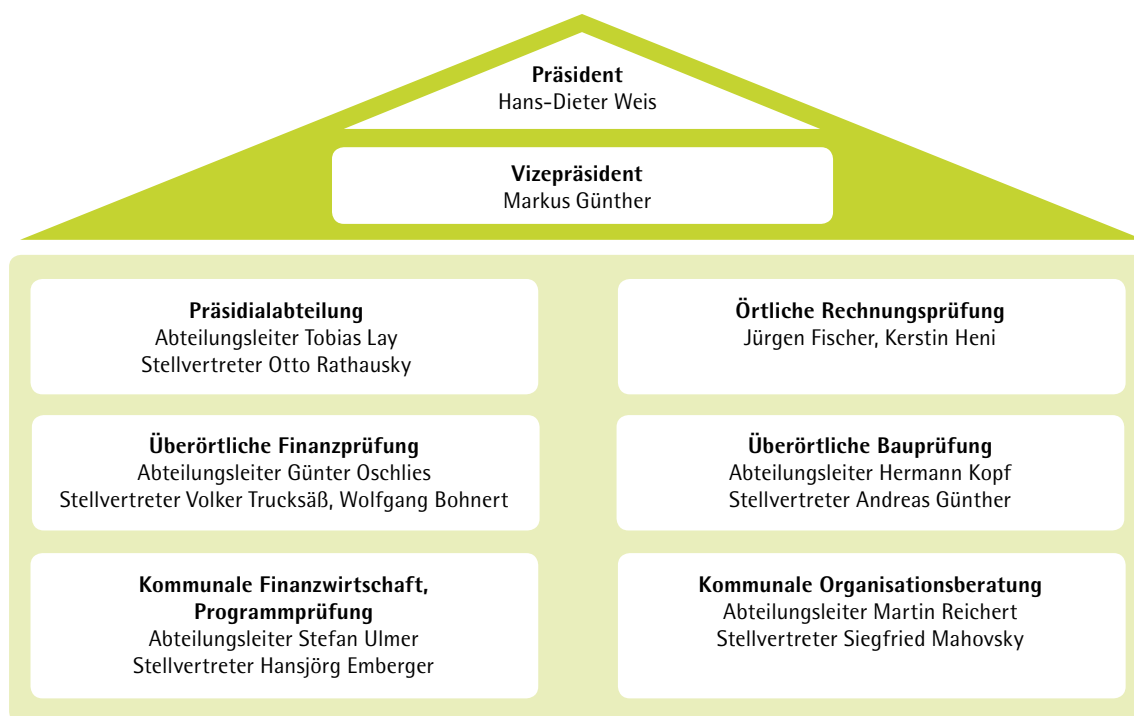 Präsident
Hans-Dieter Weis
Vizepräsident
Markus Günther
Präsidialabteilung
Abteilungsleiter Tobias Lay
Stellvertreter Otto Rathausky
Örtliche Rechnungsprüfung
Jürgen Fischer, Kerstin Heni
Überörtliche Finanzprüfung
Abteilungsleiter Günter Oschlies
Stellvertreter Volker Trucksäß, Wolfgang Bohnert
Überörtliche Bauprüfung
Abteilungsleiter Hermann Kopf
Stellvertreter Andreas Günther
Kommunale Finanzwirtschaft,
Programmprüfung
Abteilungsleiter Stefan Ulmer
Stellvertreter Hansjörg Emberger
Kommunale Organisationsberatung
Abteilungsleiter Martin Reichert
Stellvertreter Siegfried Mahovsky